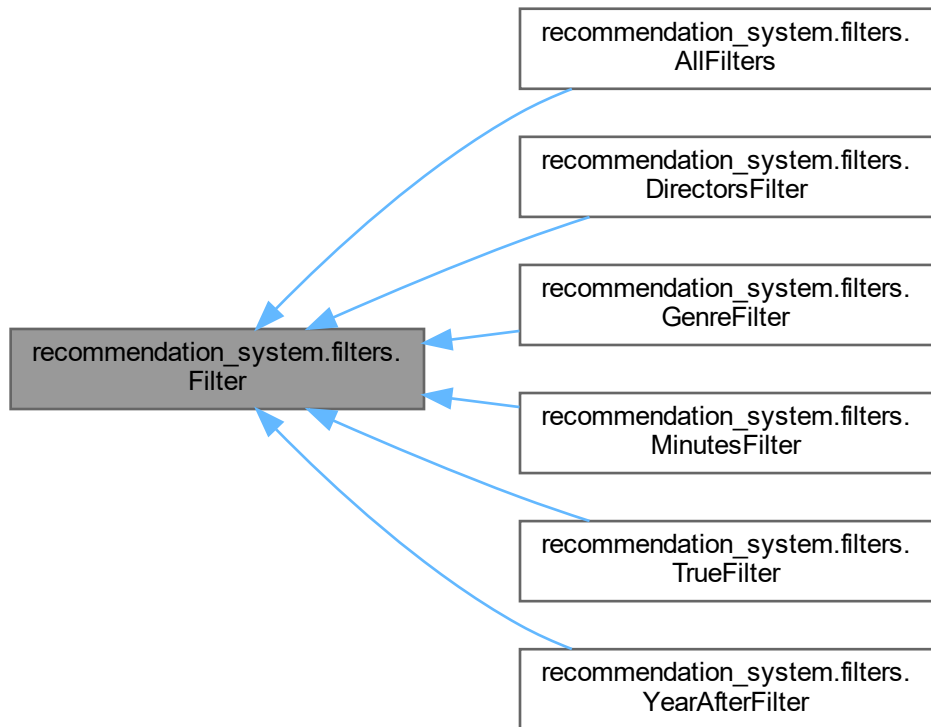 recommendation_system.filters.
AllFilters
recommendation_system.filters.
DirectorsFilter
recommendation_system.filters.
GenreFilter
recommendation_system.filters.
Filter
recommendation_system.filters.
MinutesFilter
recommendation_system.filters.
TrueFilter
recommendation_system.filters.
YearAfterFilter